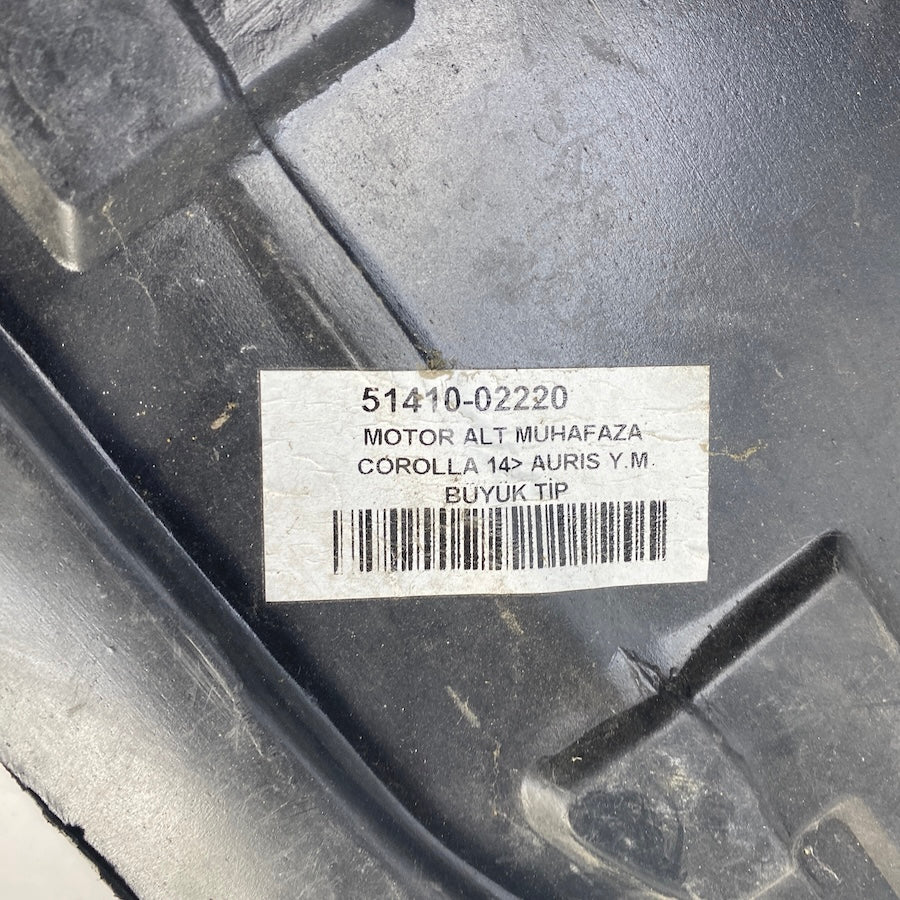 51410-02220
MOTOR ALT MUHAFAZA
COROLLA 14> AURIS Y.M
BÜYÜK TİP